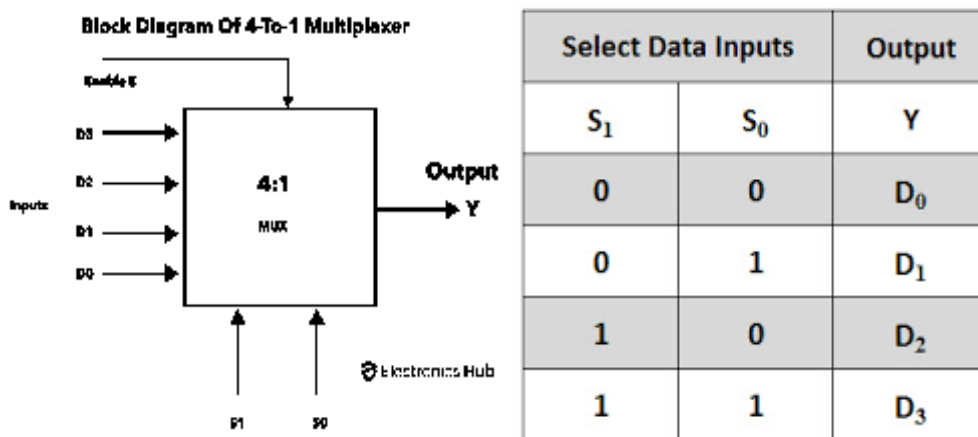 Block Diagram Of 4-To-1 Multiplexer
Enable E
D3
D2
Inputs
D1
D0
4:1
MUX
Output
Y
S1
S0
Electronics Hub
Select Data Inputs Output
S₁ S₀ Y
0 0 D₀
0 1 D₁
1 0 D₂
1 1 D₃